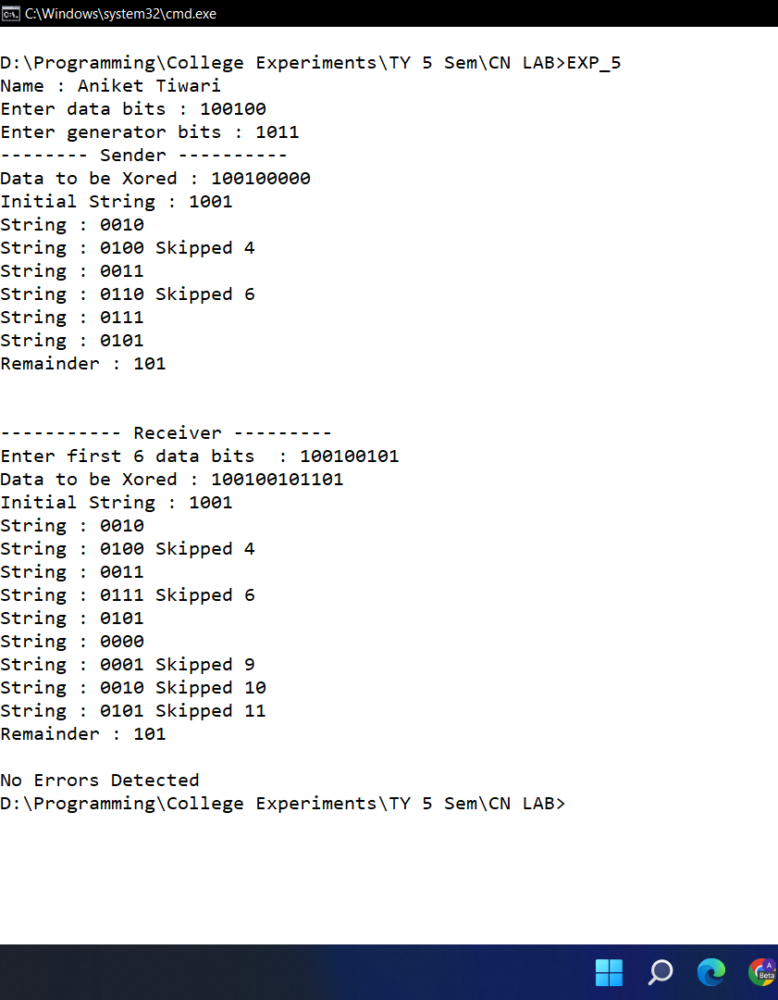 C:\Windows\system32\cmd.exe
D:\Programming\College Experiments\TY 5 Sem\CN LAB>EXP_5
Name : Aniket Tiwari
Enter data bits : 100100
Enter generator bits : 1011
-------- Sender ----------
Data to be Xored : 100100000
Initial String : 1001
String : 0010
String : 0100 Skipped 4
String : 0011
String : 0110 Skipped 6
String : 0111
String : 0101
Remainder : 101
----------- Receiver ---------
Enter first 6 data bits  : 100100101
Data to be Xored : 100100101101
Initial String : 1001
String : 0010
String : 0100 Skipped 4
String : 0011
String : 0111 Skipped 6
String : 0101
String : 0000
String : 0001 Skipped 9
String : 0010 Skipped 10
String : 0101 Skipped 11
Remainder : 101
No Errors Detected
D:\Programming\College Experiments\TY 5 Sem\CN LAB>
A
Beta